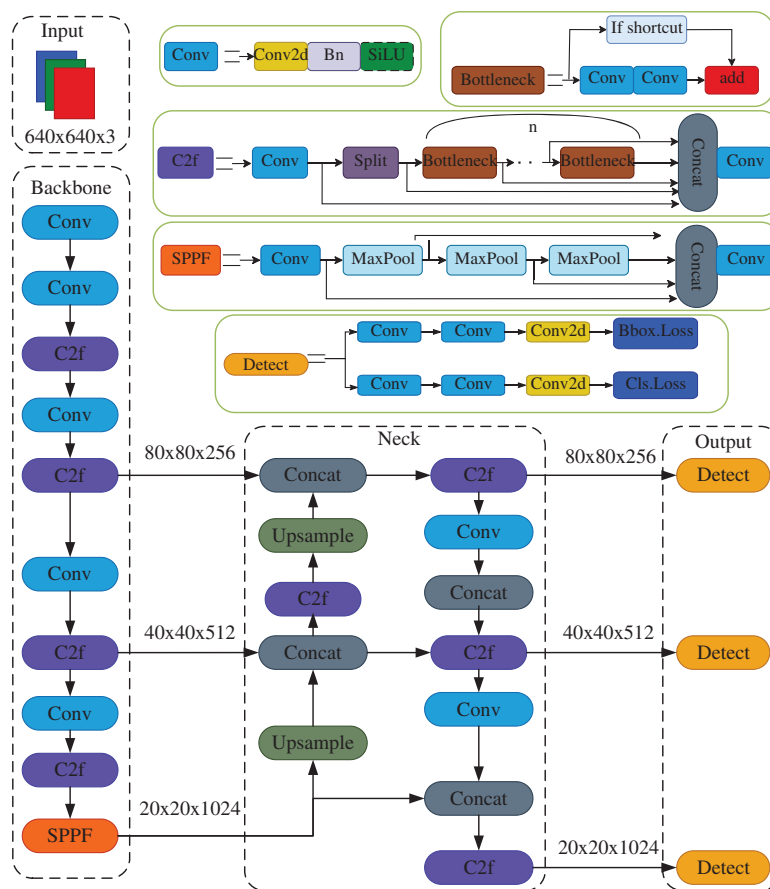 Input
640x640x3
Conv
Conv2d
Bn
SiLU
If shortcut
Bottleneck
Conv
Conv
add
n
C2f
Conv
Split
Bottleneck
. .
Bottleneck
Concat
Conv
SPPF
Conv
MaxPool
MaxPool
MaxPool
Concat
Conv
Detect
Conv
Conv
Conv2d
Bbox.Loss
Conv
Conv
Conv2d
Cls.Loss
Backbone
Conv
Conv
C2f
Conv
C2f
Conv
C2f
Conv
C2f
SPPF
80x80x256
40x40x512
20x20x1024
Neck
Concat
Upsample
C2f
Concat
Upsample
C2f
Conv
Concat
C2f
Conv
Concat
C2f
80x80x256
40x40x512
20x20x1024
Output
Detect
Detect
Detect